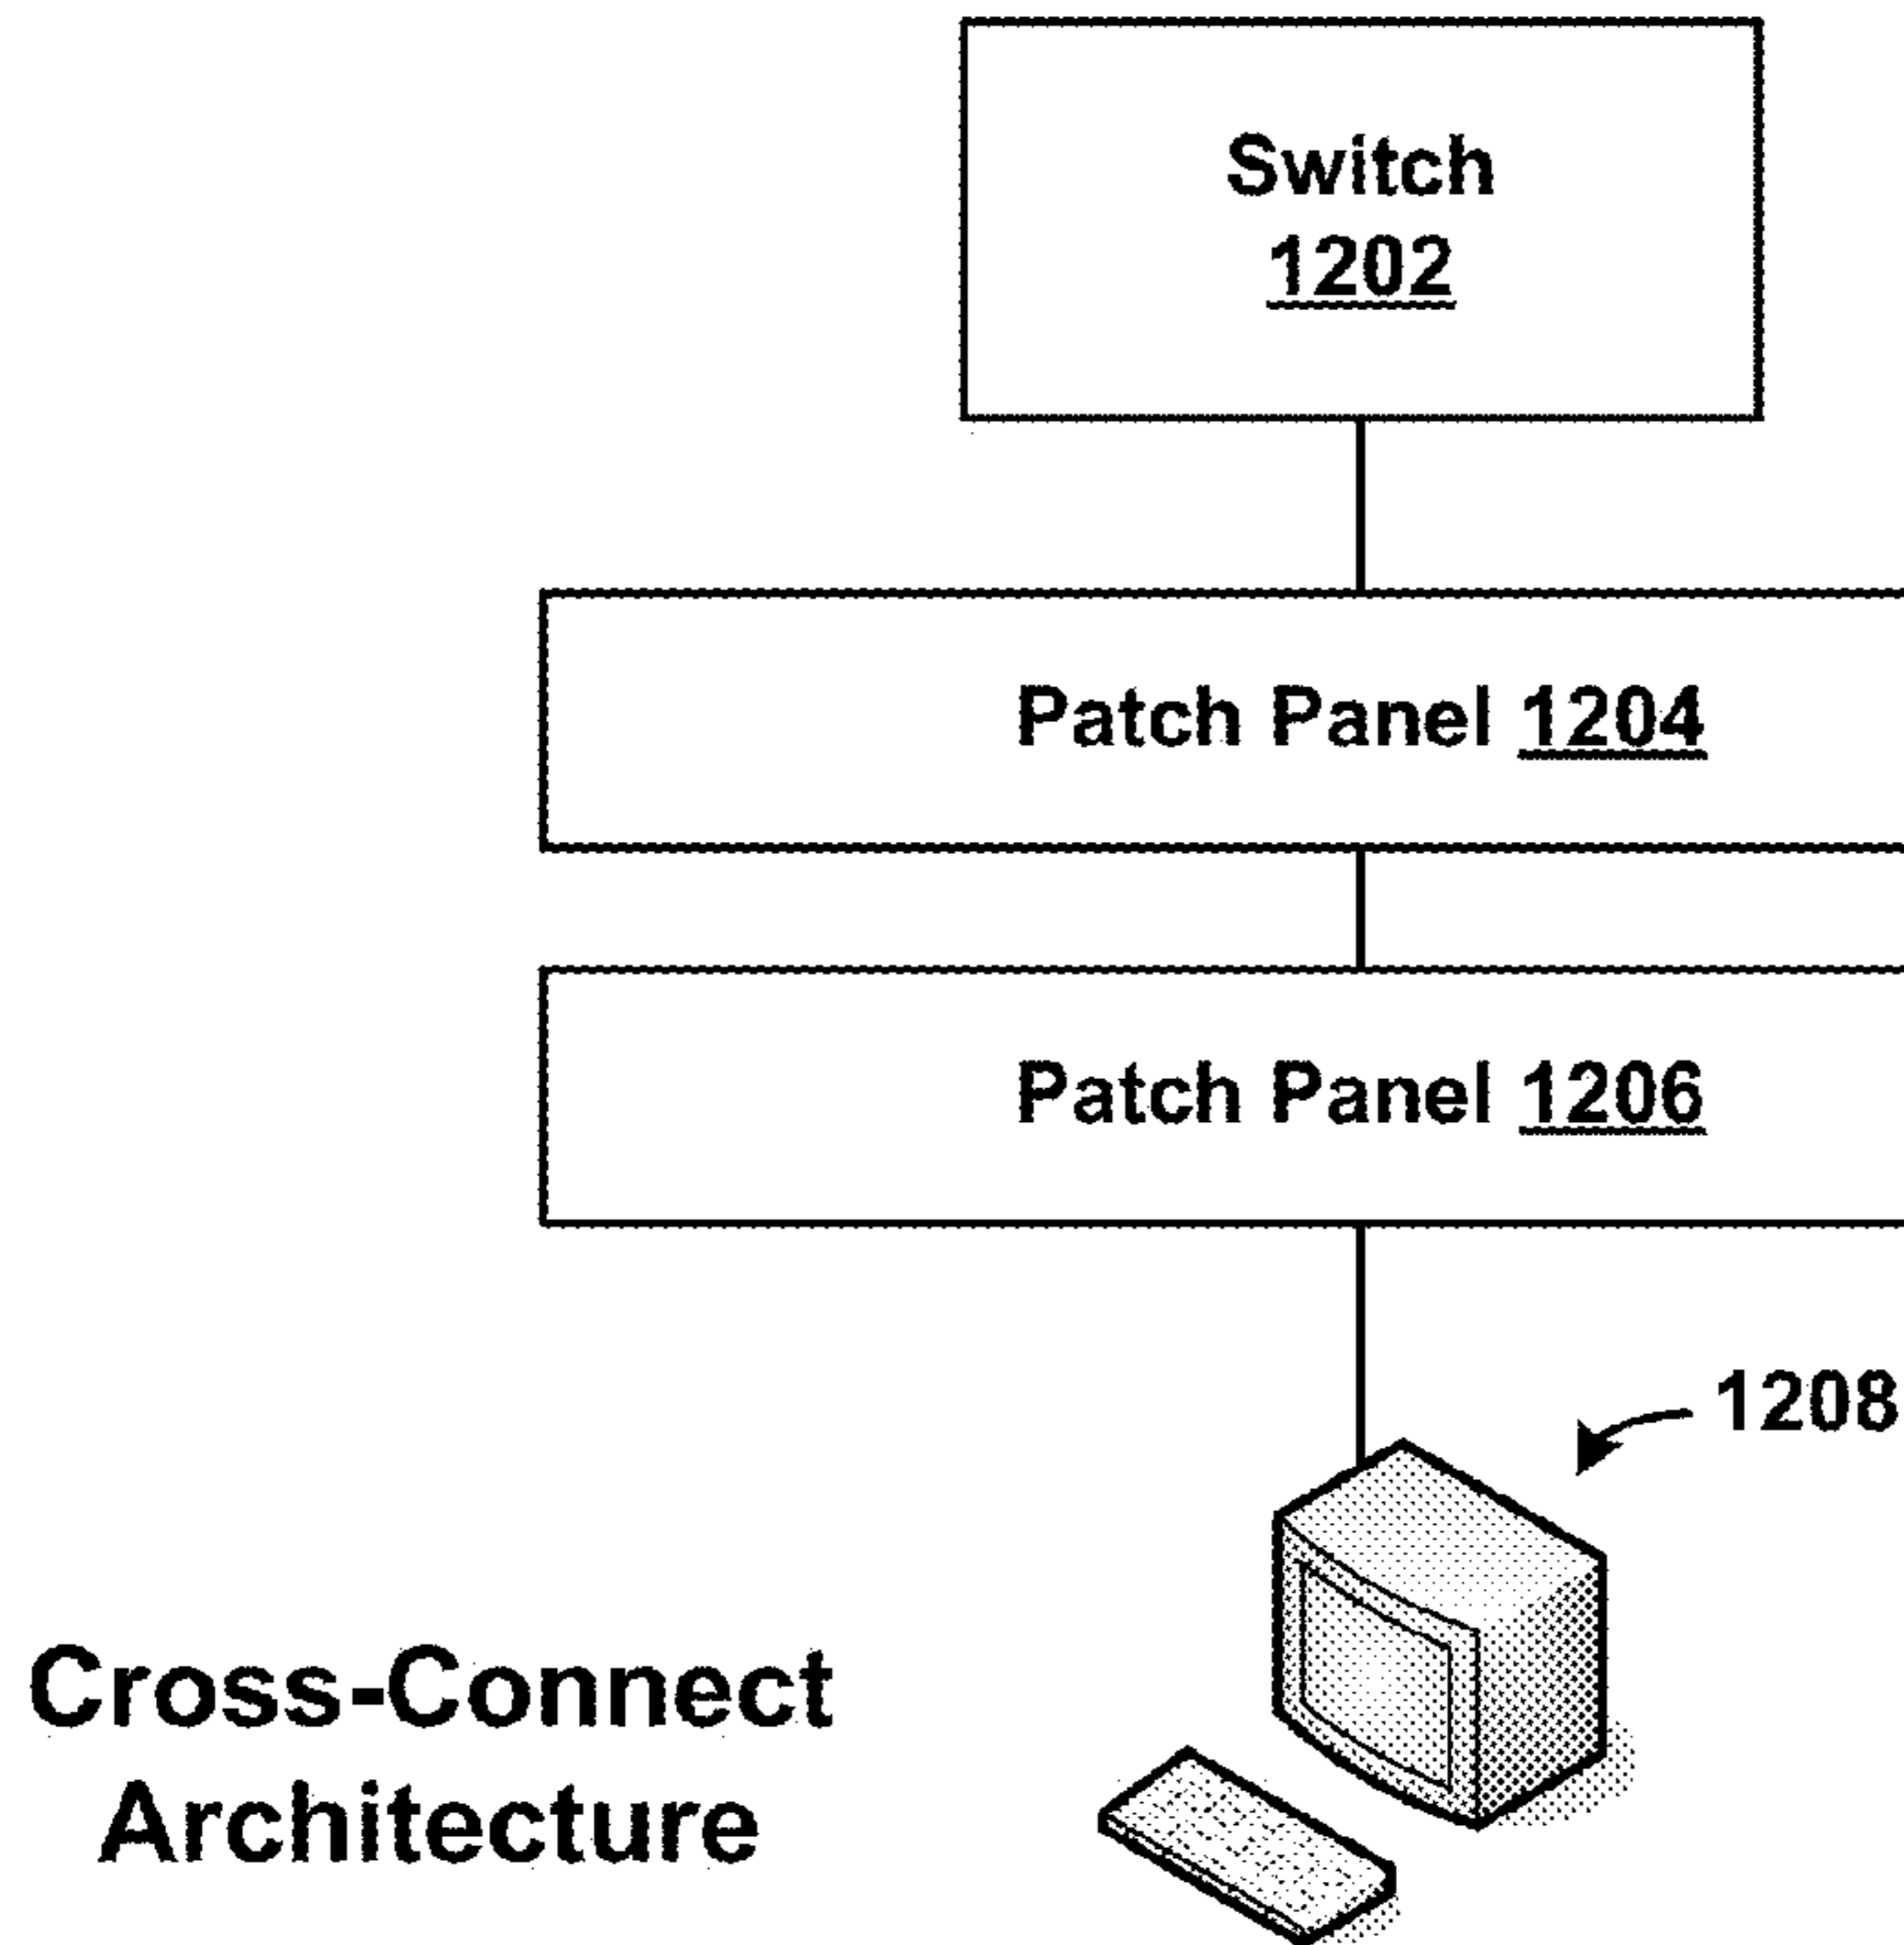 Switch
1202
Patch Panel 1204
Patch Panel 1206
1208
Cross-Connect
Architecture